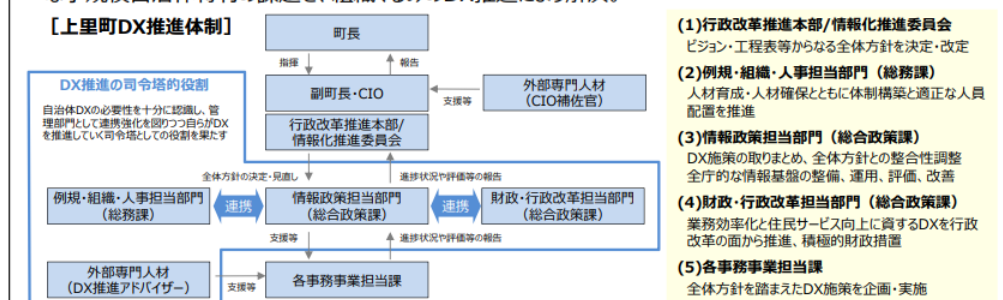 [上里町DX推進体制]
町長
指揮
報告
副町長・CIO
支援等
外部専門人材
(CIO補佐官)
行政改革推進本部/
情報化推進委員会
DX推進の司令塔的役割
自治体DXの必要性を十分に認識し、管
理部門として連携強化を図りつつ自らがDX
を推進していく司令塔としての役割を果たす
全体方針の決定・見直し
進捗状況や評価等の報告
例規・組織・人事担当部門
(総務課)
連携
情報政策担当部門
(総合政策課)
連携
財政・行政改革担当部門
(総合政策課)
支援等
進捗状況や評価等の報告
外部専門人材
(DX推進アドバイザー)
支援等
各事務事業担当課
(1)行政改革推進本部/情報化推進委員会
ビジョン・工程表等からなる全体方針を決定・改定
(2)例規・組織・人事担当部門(総務課)
人材育成・人材確保とともに体制構築と適正な人員
配置を推進
(3)情報政策担当部門(総合政策課)
DX施策の取りまとめ、全体方針との整合性調整
全庁的な情報基盤の整備、運用、評価、改善
(4)財政・行政改革担当部門(総合政策課)
業務効率化と住民サービス向上に資するDXを行政
改革の面から推進、積極的財政措置
(5)各事務事業担当課
全体方針を踏まえたDX施策を企画・実施